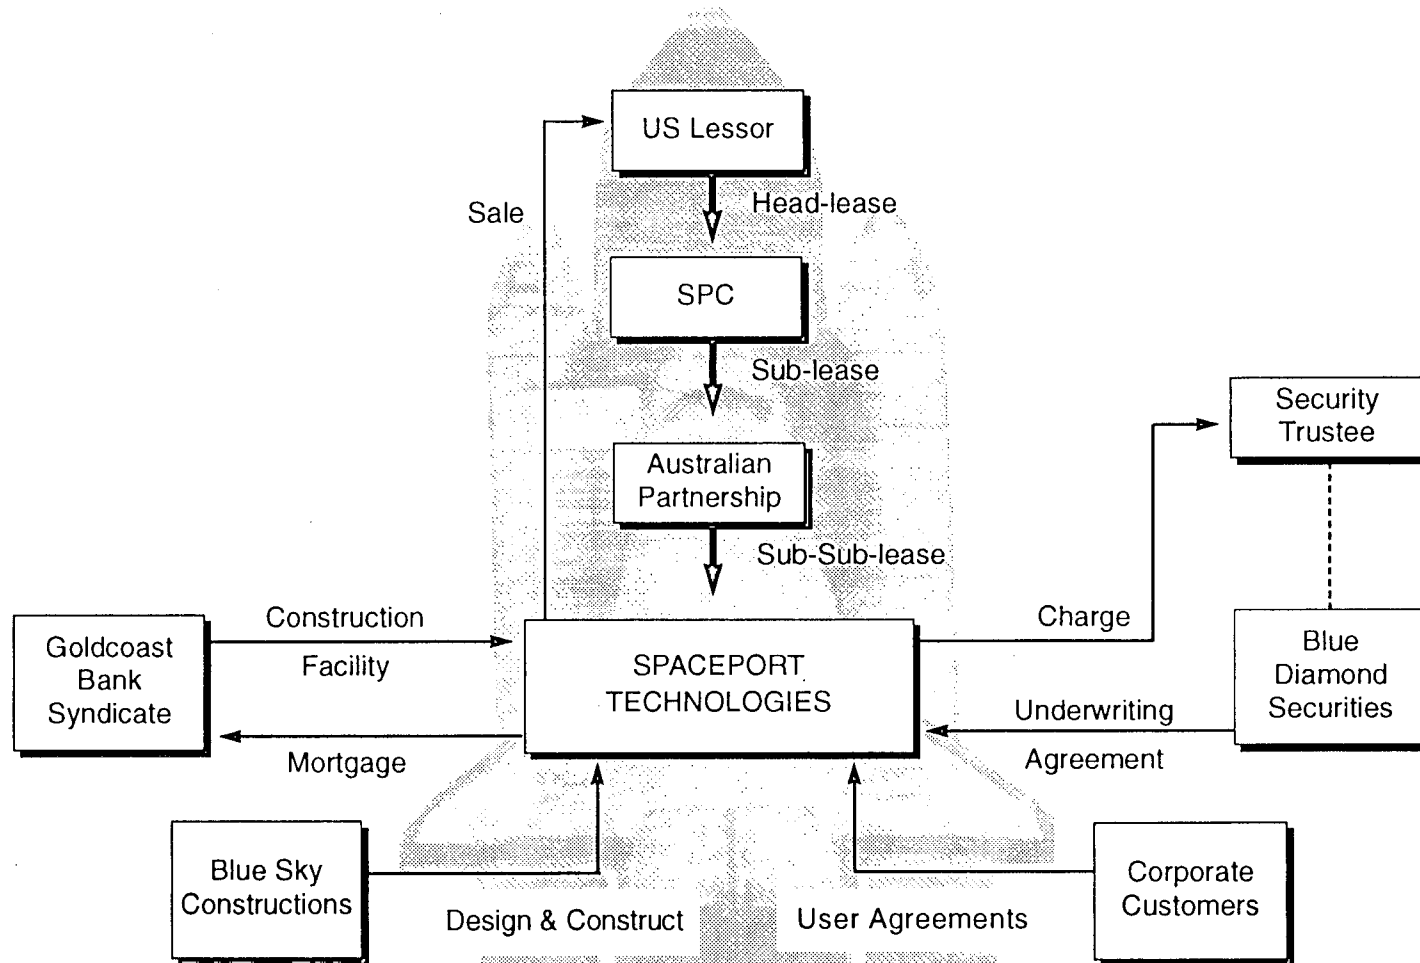 US Lessor
Sale
Head-lease
SPC
Sub-lease
Security
Trustee
Australian
Partnership
Sub-Sub-lease
Construction
Facility
Charge
Goldcoast
Bank
Syndicate
SPACEPORT
TECHNOLOGIES
Blue
Diamond
Securities
Mortgage
Underwriting
Agreement
Blue Sky
Constructions
Design & Construct
User Agreements
Corporate
Customers